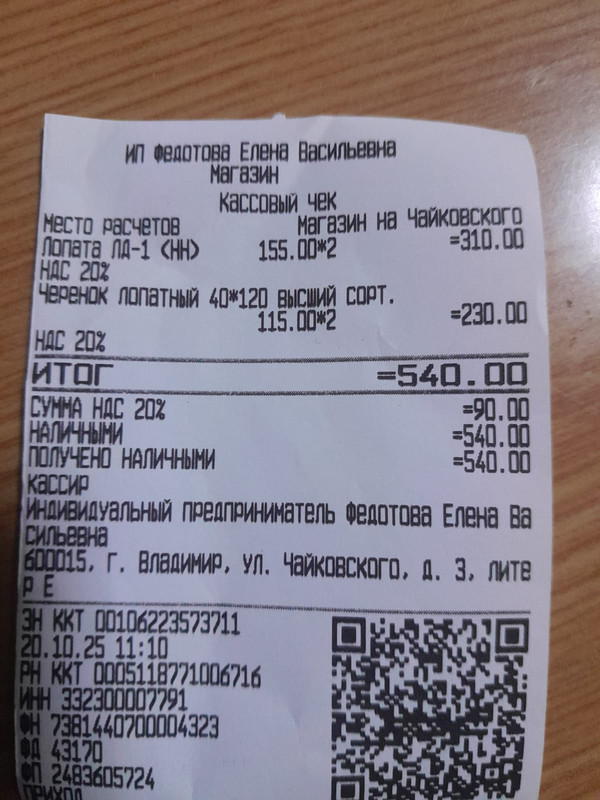 ИП Федотова Елена Васильевна
Магазин
Кассовый чек
Место расчетов Магазин на Чайковского
Лопата ЛД-1 (НН) 155.00*2 =310.00
НДС 20%
Черенок лопатный 40*120 высший сорт.
115.00*2 =230.00
НДС 20%
ИТОГ =540.00
СУММА НДС 20% =90.00
НАЛИЧНЫМИ =540.00
ПОЛУЧЕНО НАЛИЧНЫМИ =540.00
Кассир
Индивидуальный предприниматель Федотова Елена Ва
сильевна
600015, г. Владимир, ул. Чайковского, д. 3, лите
р Е
ЗН ККТ 00106223573711
20.10.25 11:10
РН ККТ 0005118771006716
ИНН 332300007791
ФН 7381440700004323
ФД 43170
ФП 2483605724
ПРИХОД